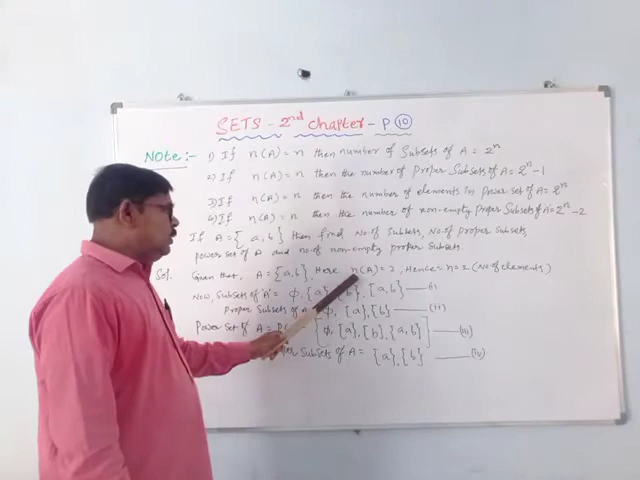 SETS - 2nd Chapter - P 10
NOTE:- 1) If n(A) = n then number of Subsets of A = 2^n
2) If n(A) = n then the number of Proper Subsets of A = 2^n - 1
3) If n(A) = n then the number of elements in power set of A = 2^n
4) If n(A) = n then the number of non-empty proper Subsets of A = 2^n - 2
If A = { a, b } then find No. of Subsets, No. of proper subsets,
power set of A and no. of non-empty proper subsets.
Sol. Given that, A = {a, b}, Here n(A) = 2, Hence n = 2 (No of elements)
Now, Subsets of 'A' = φ, {a}, {b}, {a, b} — (i)
Proper Subsets of A = φ, {a}, {b} — (ii)
Power set of A = P( [φ, {a}, {b}, {a, b}] — (iii)
Subsets of A = {a}, {b} — (iv)